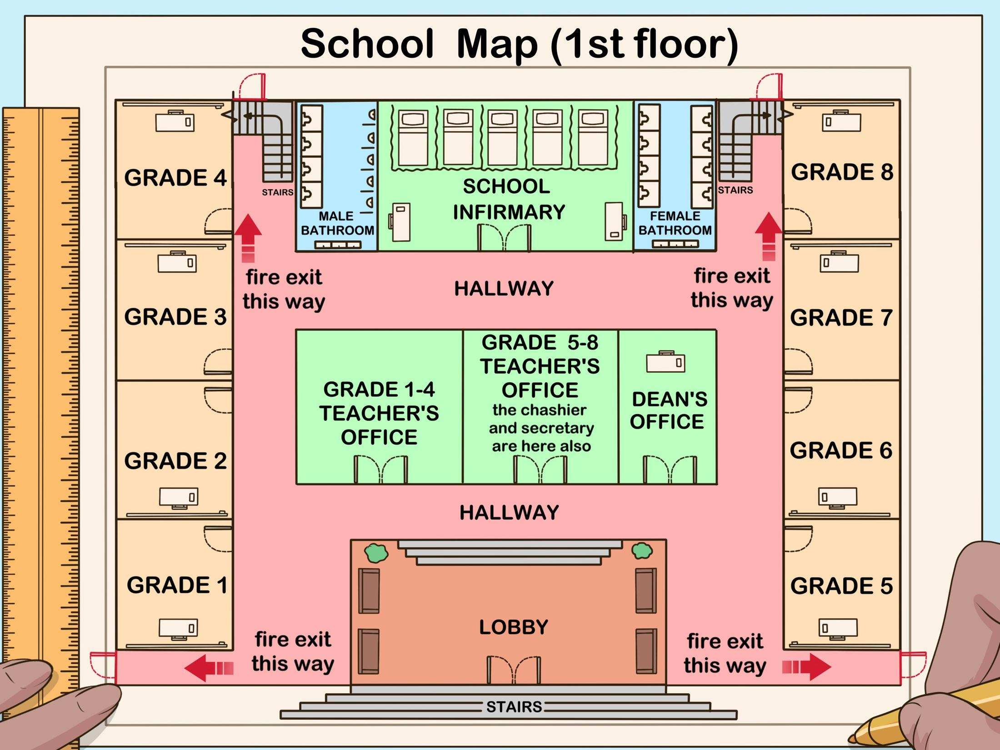 School Map (1st floor)
GRADE 4
STAIRS
MALE
BATHROOM
SCHOOL
INFIRMARY
FEMALE
BATHROOM
STAIRS
GRADE 8
fire exit
this way
HALLWAY
fire exit
this way
GRADE 3
GRADE 7
GRADE 1-4
TEACHER'S
OFFICE
GRADE 5-8
TEACHER'S
OFFICE
the chashier
and secretary
are here also
DEAN'S
OFFICE
GRADE 2
GRADE 6
HALLWAY
GRADE 1
GRADE 5
LOBBY
fire exit
this way
fire exit
this way
STAIRS